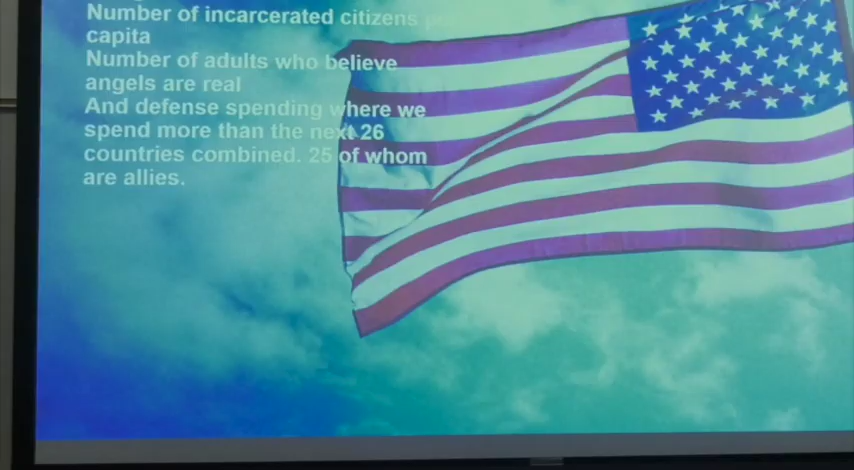 Number of incarcerated citizens
capita
Number of adults who believe
angels are real
And defense spending where we
spend more than the next 26
countries combined. 25 of whom
are allies.